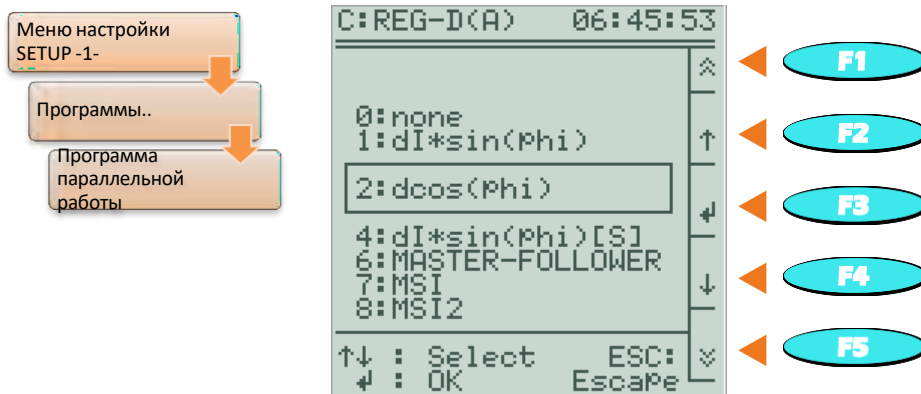 Меню настройки
SETUP -1-
Программы..
Программа
параллельной
работы
C:REG-D(A) 06:45:53
0:none
1:dI*sin(Phi)
2:dcos(Phi)
4:dI*sin(Phi)[S]
6:MASTER-FOLLOWER
7:MSI
8:MSI2
↑↓ : Select ESC:
↲ : OK Escape
F1
F2
F3
F4
F5